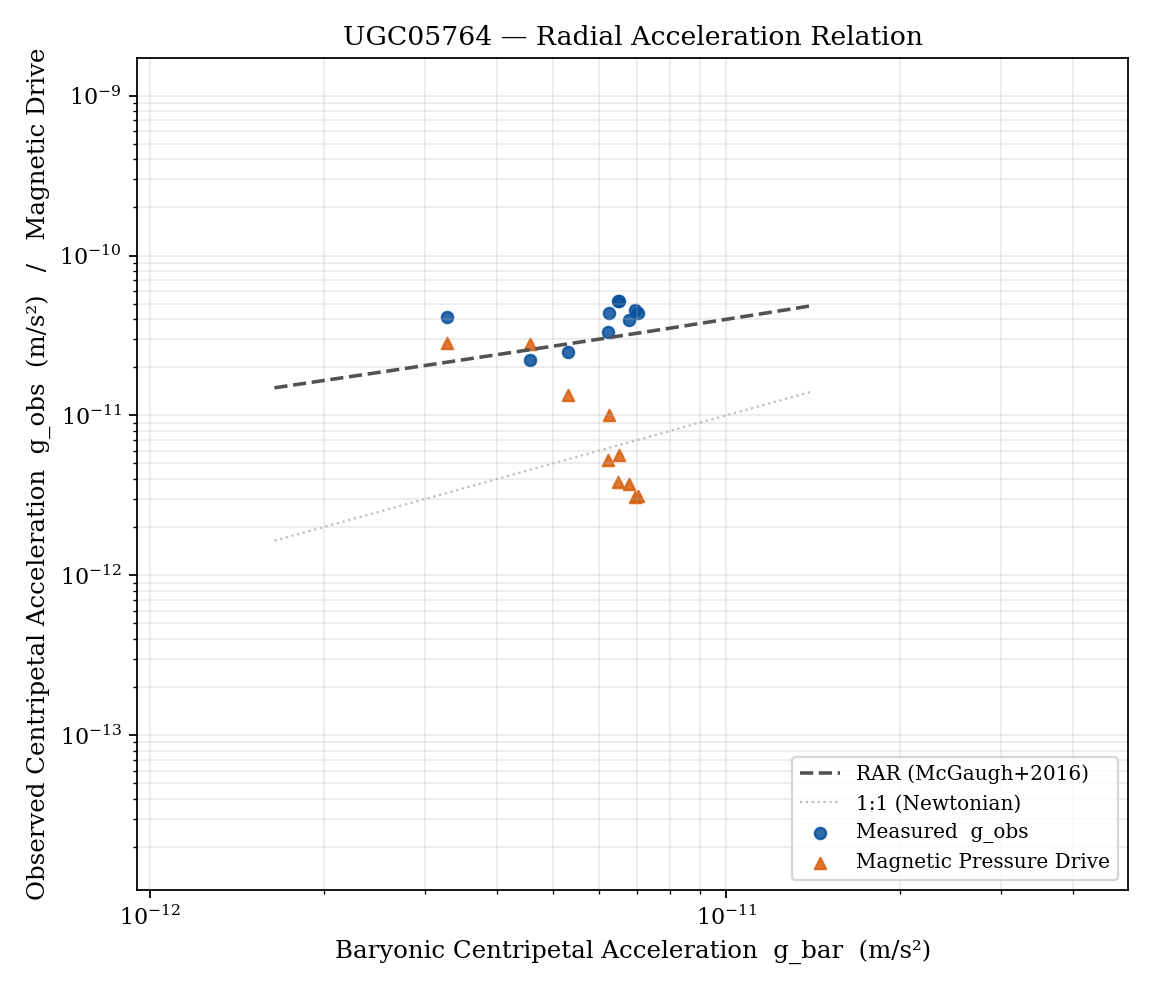 UGC05764 — Radial Acceleration Relation
Observed Centripetal Acceleration  g_obs  (m/s²)   /   Magnetic Drive
10⁻⁹
10⁻¹⁰
10⁻¹¹
10⁻¹²
10⁻¹³
RAR (McGaugh+2016)
1:1 (Newtonian)
Measured  g_obs
Magnetic Pressure Drive
10⁻¹²
10⁻¹¹
Baryonic Centripetal Acceleration  g_bar  (m/s²)